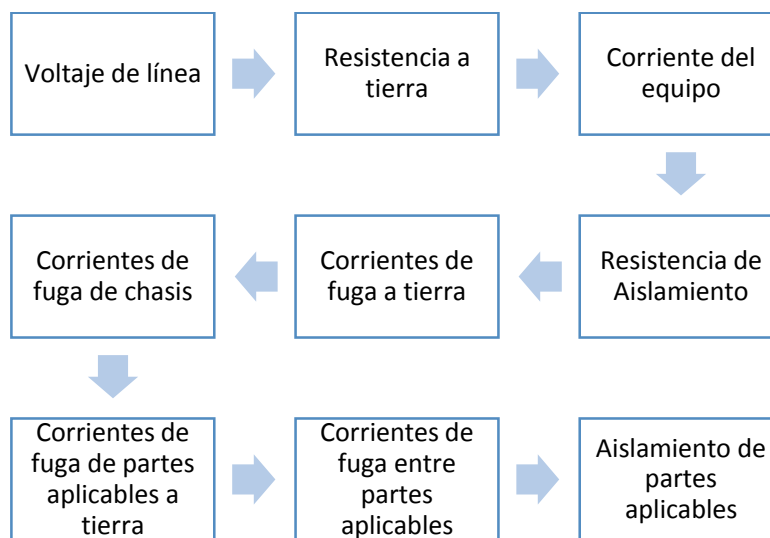 Voltaje de línea
Resistencia a
tierra
Corriente del
equipo
Resistencia de
Aislamiento
Corrientes de
fuga a tierra
Corrientes de
fuga de chasis
Corrientes de
fuga de partes
aplicables a
tierra
Corrientes de
fuga entre
partes
aplicables
Aislamiento de
partes
aplicables